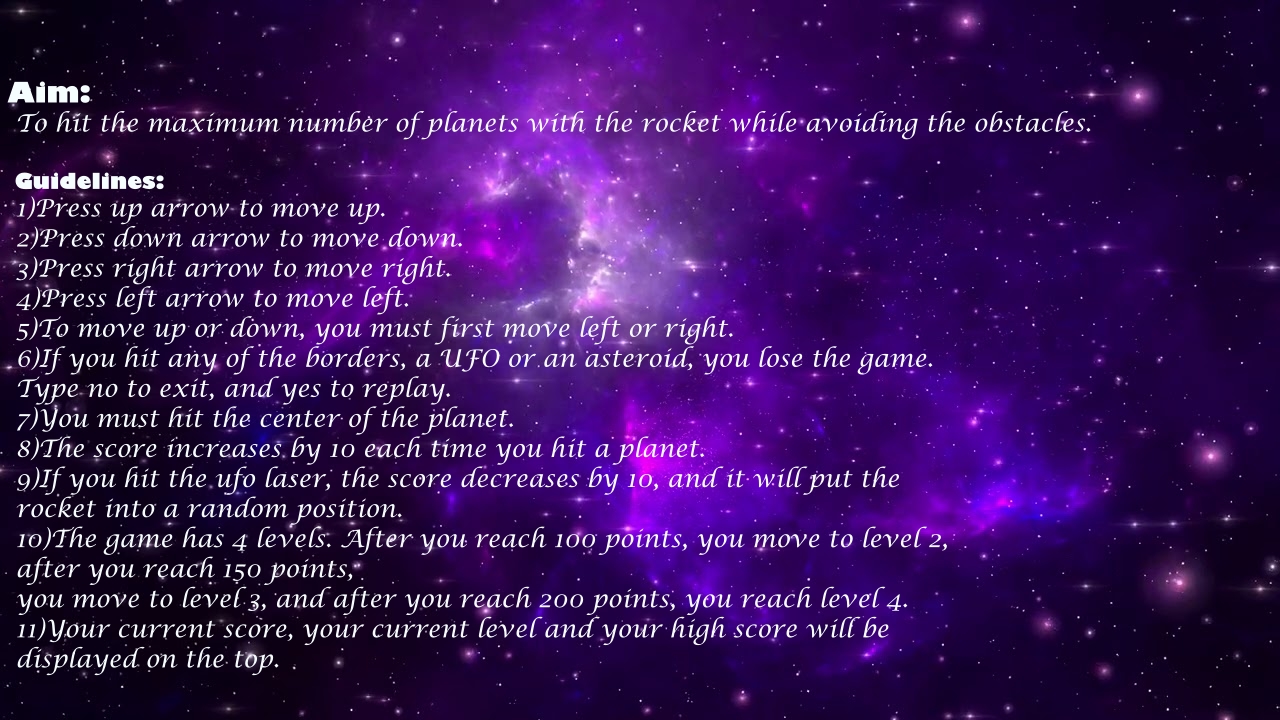 Aim:
To hit the maximum number of planets with the rocket while avoiding the obstacles.
Guidelines:
1)Press up arrow to move up.
2)Press down arrow to move down.
3)Press right arrow to move right.
4)Press left arrow to move left.
5)To move up or down, you must first move left or right.
6)If you hit any of the borders, a UFO or an asteroid, you lose the game.
Type no to exit, and yes to replay.
7)You must hit the center of the planet.
8)The score increases by 10 each time you hit a planet.
9)If you hit the ufo laser, the score decreases by 10, and it will put the
rocket into a random position.
10)The game has 4 levels. After you reach 100 points, you move to level 2,
after you reach 150 points,
you move to level 3, and after you reach 200 points, you reach level 4.
11)Your current score, your current level and your high score will be
displayed on the top.